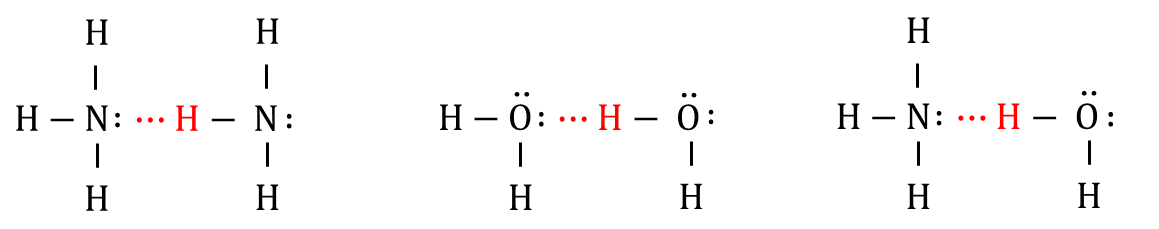 H H H
H – N: ··· H – N: H – Ö: ··· H – Ö: H – N: ··· H – Ö:
H H H H H H